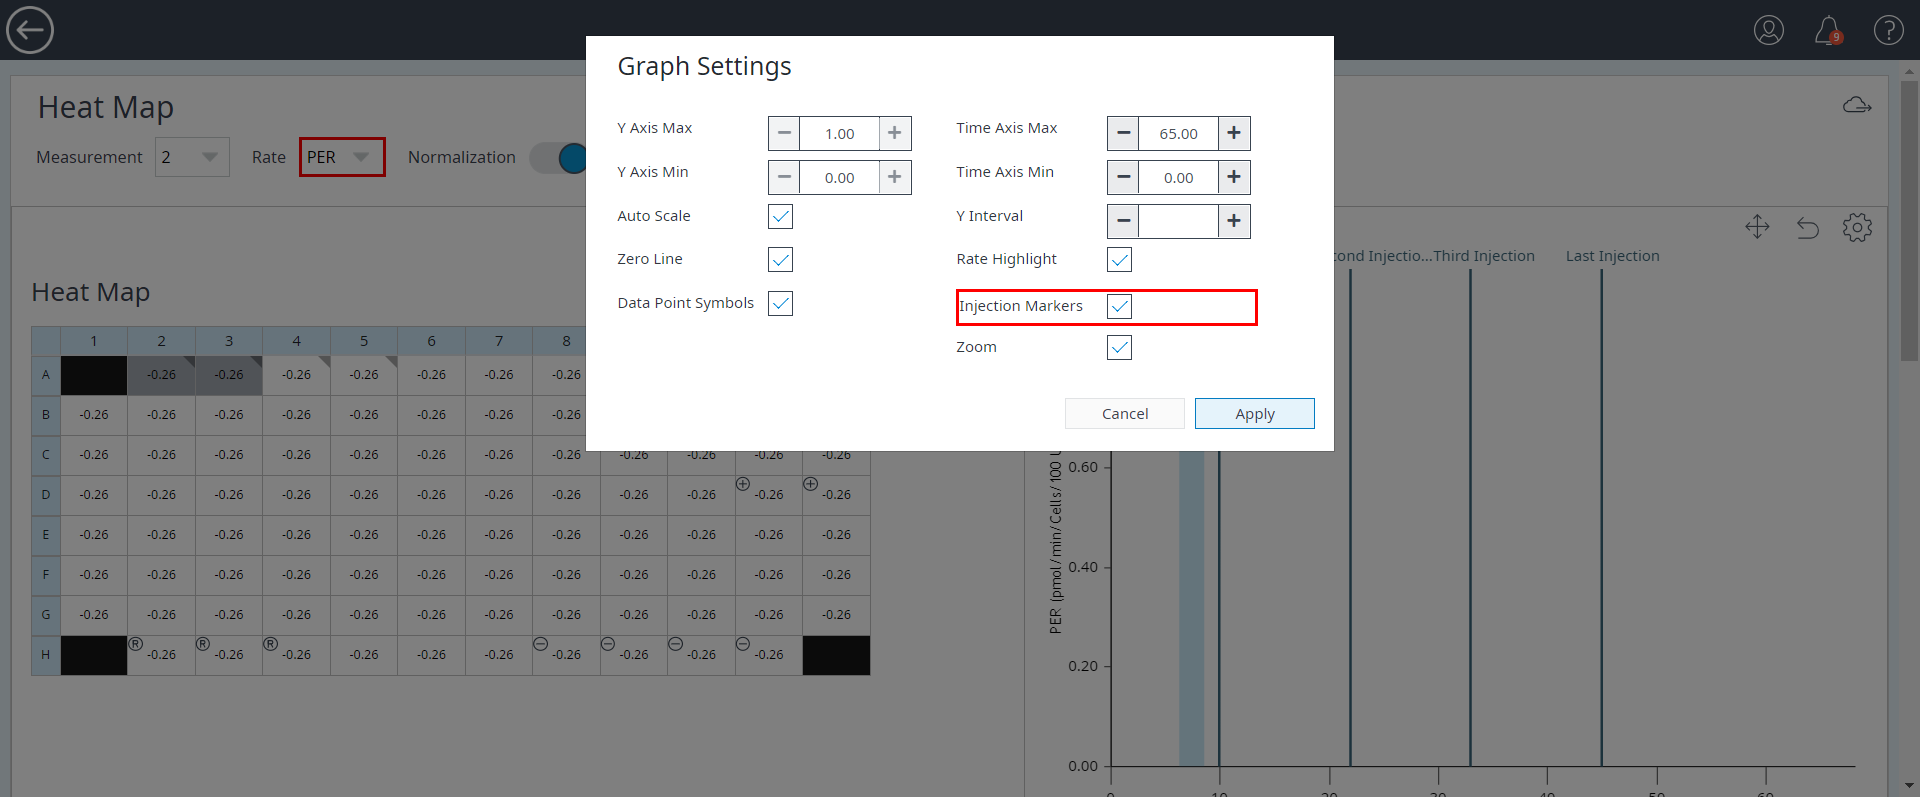 9
Graph Settings
Y Axis Max 1.00 Time Axis Max 65.00
Y Axis Min 0.00 Time Axis Min 0.00
Auto Scale Y Interval
Zero Line Rate Highlight
Data Point Symbols Injection Markers
Zoom
Cancel Apply
Heat Map
Measurement 2 Rate PER Normalization
Heat Map
1 2 3 4 5 6 7 8
A -0.26 -0.26 -0.26 -0.26 -0.26 -0.26 -0.26
B -0.26 -0.26 -0.26 -0.26 -0.26 -0.26 -0.26 -0.26
C -0.26 -0.26 -0.26 -0.26 -0.26 -0.26 -0.26 -0.26 -0.26 -0.26 -0.26 -0.26
D -0.26 -0.26 -0.26 -0.26 -0.26 -0.26 -0.26 -0.26 -0.26 -0.26 -0.26 -0.26
E -0.26 -0.26 -0.26 -0.26 -0.26 -0.26 -0.26 -0.26 -0.26 -0.26 -0.26 -0.26
F -0.26 -0.26 -0.26 -0.26 -0.26 -0.26 -0.26 -0.26 -0.26 -0.26 -0.26 -0.26
G -0.26 -0.26 -0.26 -0.26 -0.26 -0.26 -0.26 -0.26 -0.26 -0.26 -0.26 -0.26
H ® -0.26 ® -0.26 ® -0.26 -0.26 -0.26 -0.26 -0.26 -0.26 -0.26 -0.26
ond Injectio... Third Injection Last Injection
PER (pmol/min/Cells/100
0.60
0.40
0.20
0.00
0 10 20 30 40 50 60